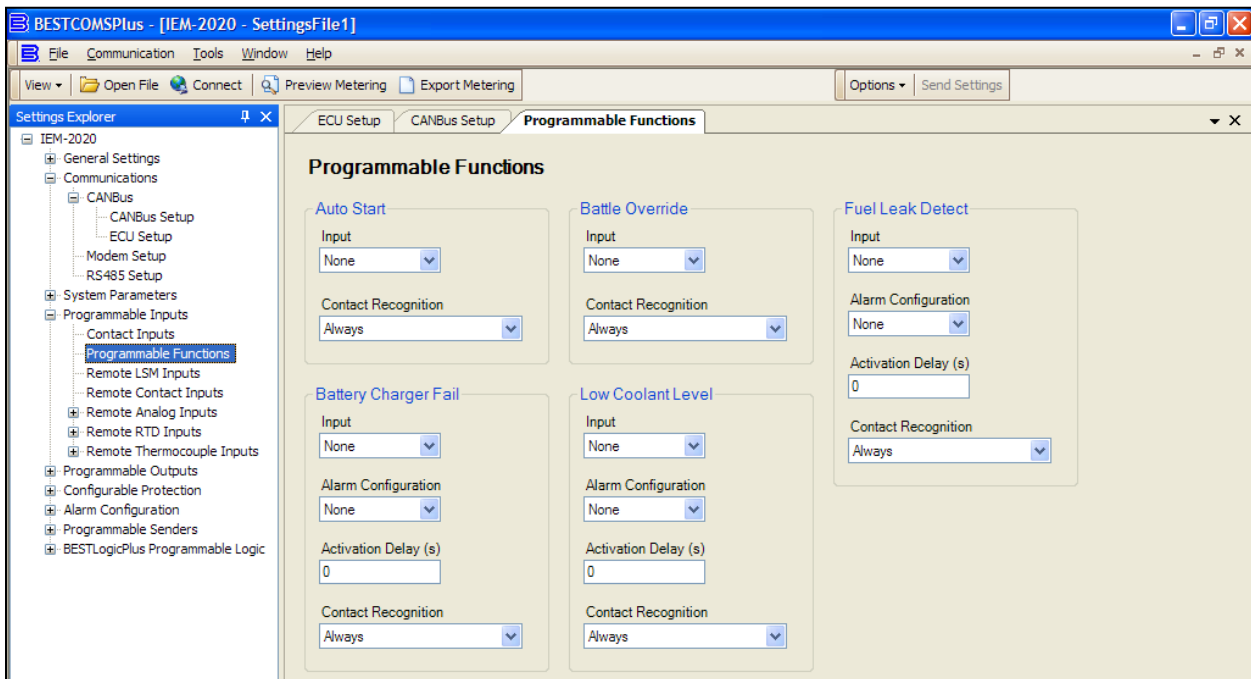 BESTCOMSPlus - [IEM-2020 - SettingsFile1]
File Communication Tools Window Help
View Open File Connect Preview Metering Export Metering Options Send Settings
Settings Explorer
IEM-2020
General Settings
Communications
CANBus
CANBus Setup
ECU Setup
Modem Setup
RS485 Setup
System Parameters
Programmable Inputs
Contact Inputs
Programmable Functions
Remote LSM Inputs
Remote Contact Inputs
Remote Analog Inputs
Remote RTD Inputs
Remote Thermocouple Inputs
Programmable Outputs
Configurable Protection
Alarm Configuration
Programmable Senders
BESTLogicPlus Programmable Logic
ECU Setup CANBus Setup Programmable Functions
Programmable Functions
Auto Start
Input
None
Contact Recognition
Always
Battle Override
Input
None
Contact Recognition
Always
Fuel Leak Detect
Input
None
Alarm Configuration
None
Activation Delay (s)
0
Contact Recognition
Always
Battery Charger Fail
Input
None
Alarm Configuration
None
Activation Delay (s)
0
Contact Recognition
Always
Low Coolant Level
Input
None
Alarm Configuration
None
Activation Delay (s)
0
Contact Recognition
Always